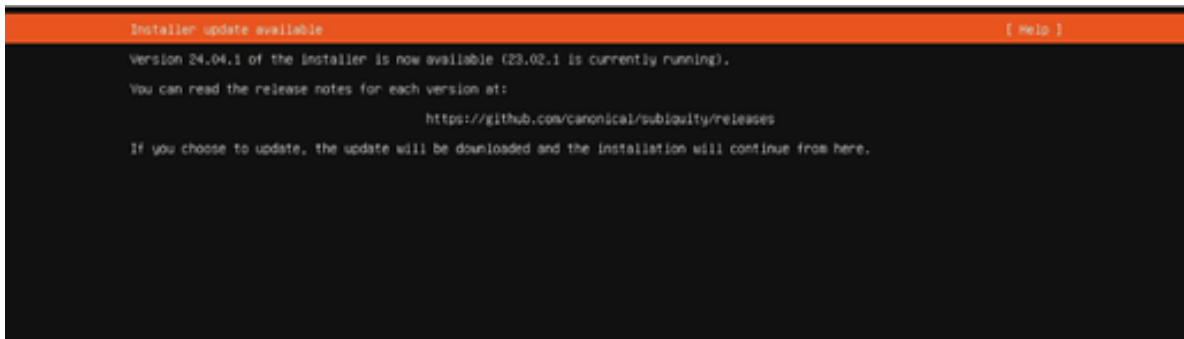 Installer update available [ Help ]
Version 24.04.1 of the installer is now available (23.02.1 is currently running).
You can read the release notes for each version at:
https://github.com/canonical/subiquity/releases
If you choose to update, the update will be downloaded and the installation will continue from here.